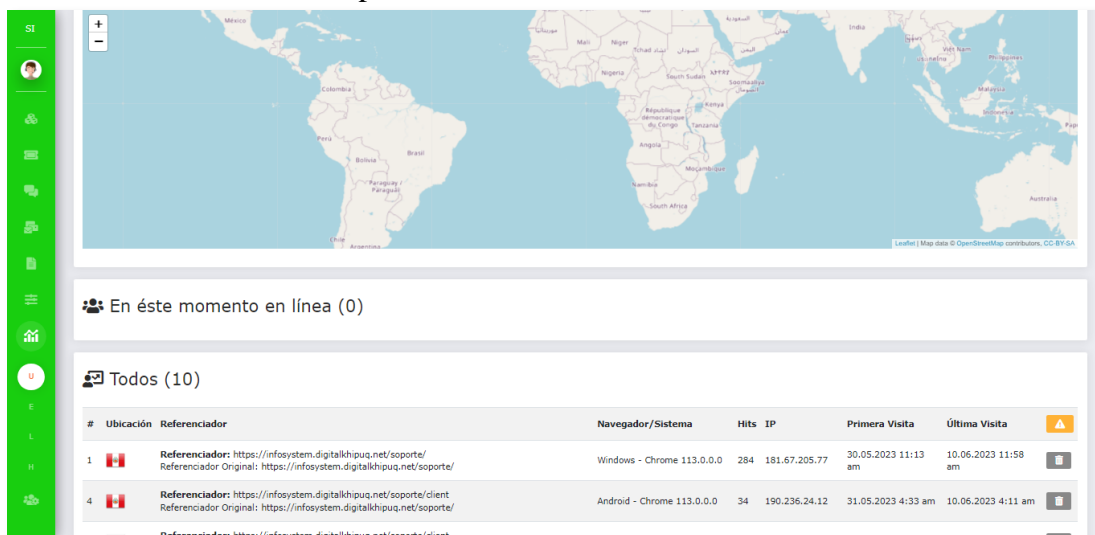 SI
+
−
México
Mali
Niger
Tchad تشاد
السودان
السعودية
اليمن
عمان
India
Việt Nam
Philippines
Nigeria
South Sudan
Soomaaliya
Malaysia
Indonesia
Colombia
République
démocratique
du Congo
Kenya
Tanzania
Perú
Brasil
Bolivia
Angola
Moçambique
Paraguay /
Paraguái
Namibia
South Africa
Australia
Chile
Argentina
Leaflet | Map data © OpenStreetMap contributors, CC-BY-SA
En éste momento en línea (0)
U
Todos (10)
E
L
H
# Ubicación Referenciador Navegador/Sistema Hits IP Primera Visita Última Visita
1 Referenciador: https://infosystem.digitalkhipuq.net/soporte/ Windows - Chrome 113.0.0.0 284 181.67.205.77 30.05.2023 11:13 am 10.06.2023 11:58 am
Referenciador Original: https://infosystem.digitalkhipuq.net/soporte/
4 Referenciador: https://infosystem.digitalkhipuq.net/soporte/client Android - Chrome 113.0.0.0 34 190.236.24.12 31.05.2023 4:33 am 10.06.2023 4:11 am
Referenciador Original: https://infosystem.digitalkhipuq.net/soporte/